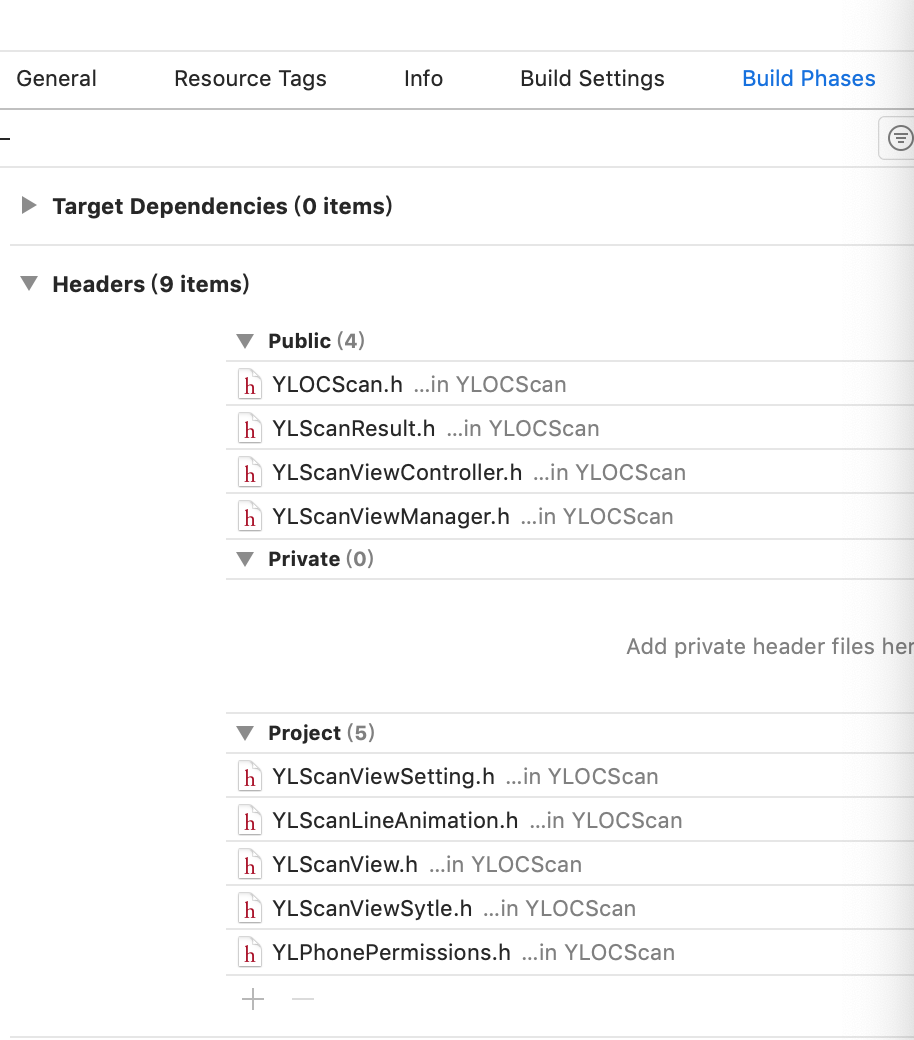 General Resource Tags Info Build Settings Build Phases
Target Dependencies (0 items)
Headers (9 items)
Public (4)
h YLOCScan.h ...in YLOCScan
h YLScanResult.h ...in YLOCScan
h YLScanViewController.h ...in YLOCScan
h YLScanViewManager.h ...in YLOCScan
Private (0)
Add private header files her
Project (5)
h YLScanViewSetting.h ...in YLOCScan
h YLScanLineAnimation.h ...in YLOCScan
h YLScanView.h ...in YLOCScan
h YLScanViewSytle.h ...in YLOCScan
h YLPhonePermissions.h ...in YLOCScan